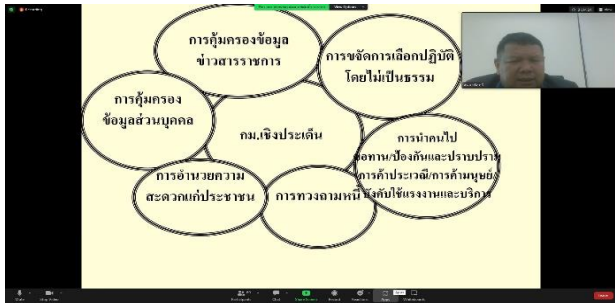 การคุ้มครองข้อมูล
ข่าวสารราชการ
การขจัดการเลือกปฏิบัติ
โดยไม่เป็นธรรม
การคุ้มครอง
ข้อมูลส่วนบุคคล
กม.เชิงประเด็น
การนำคนไป
ขอทาน/ป้องกันและปราบปราม
การค้าประเวณี/การค้ามนุษย์/
บังคับใช้แรงงานและบริการ
การอำนวยความ
สะดวกแก่ประชาชน
การทวงถามหนี้